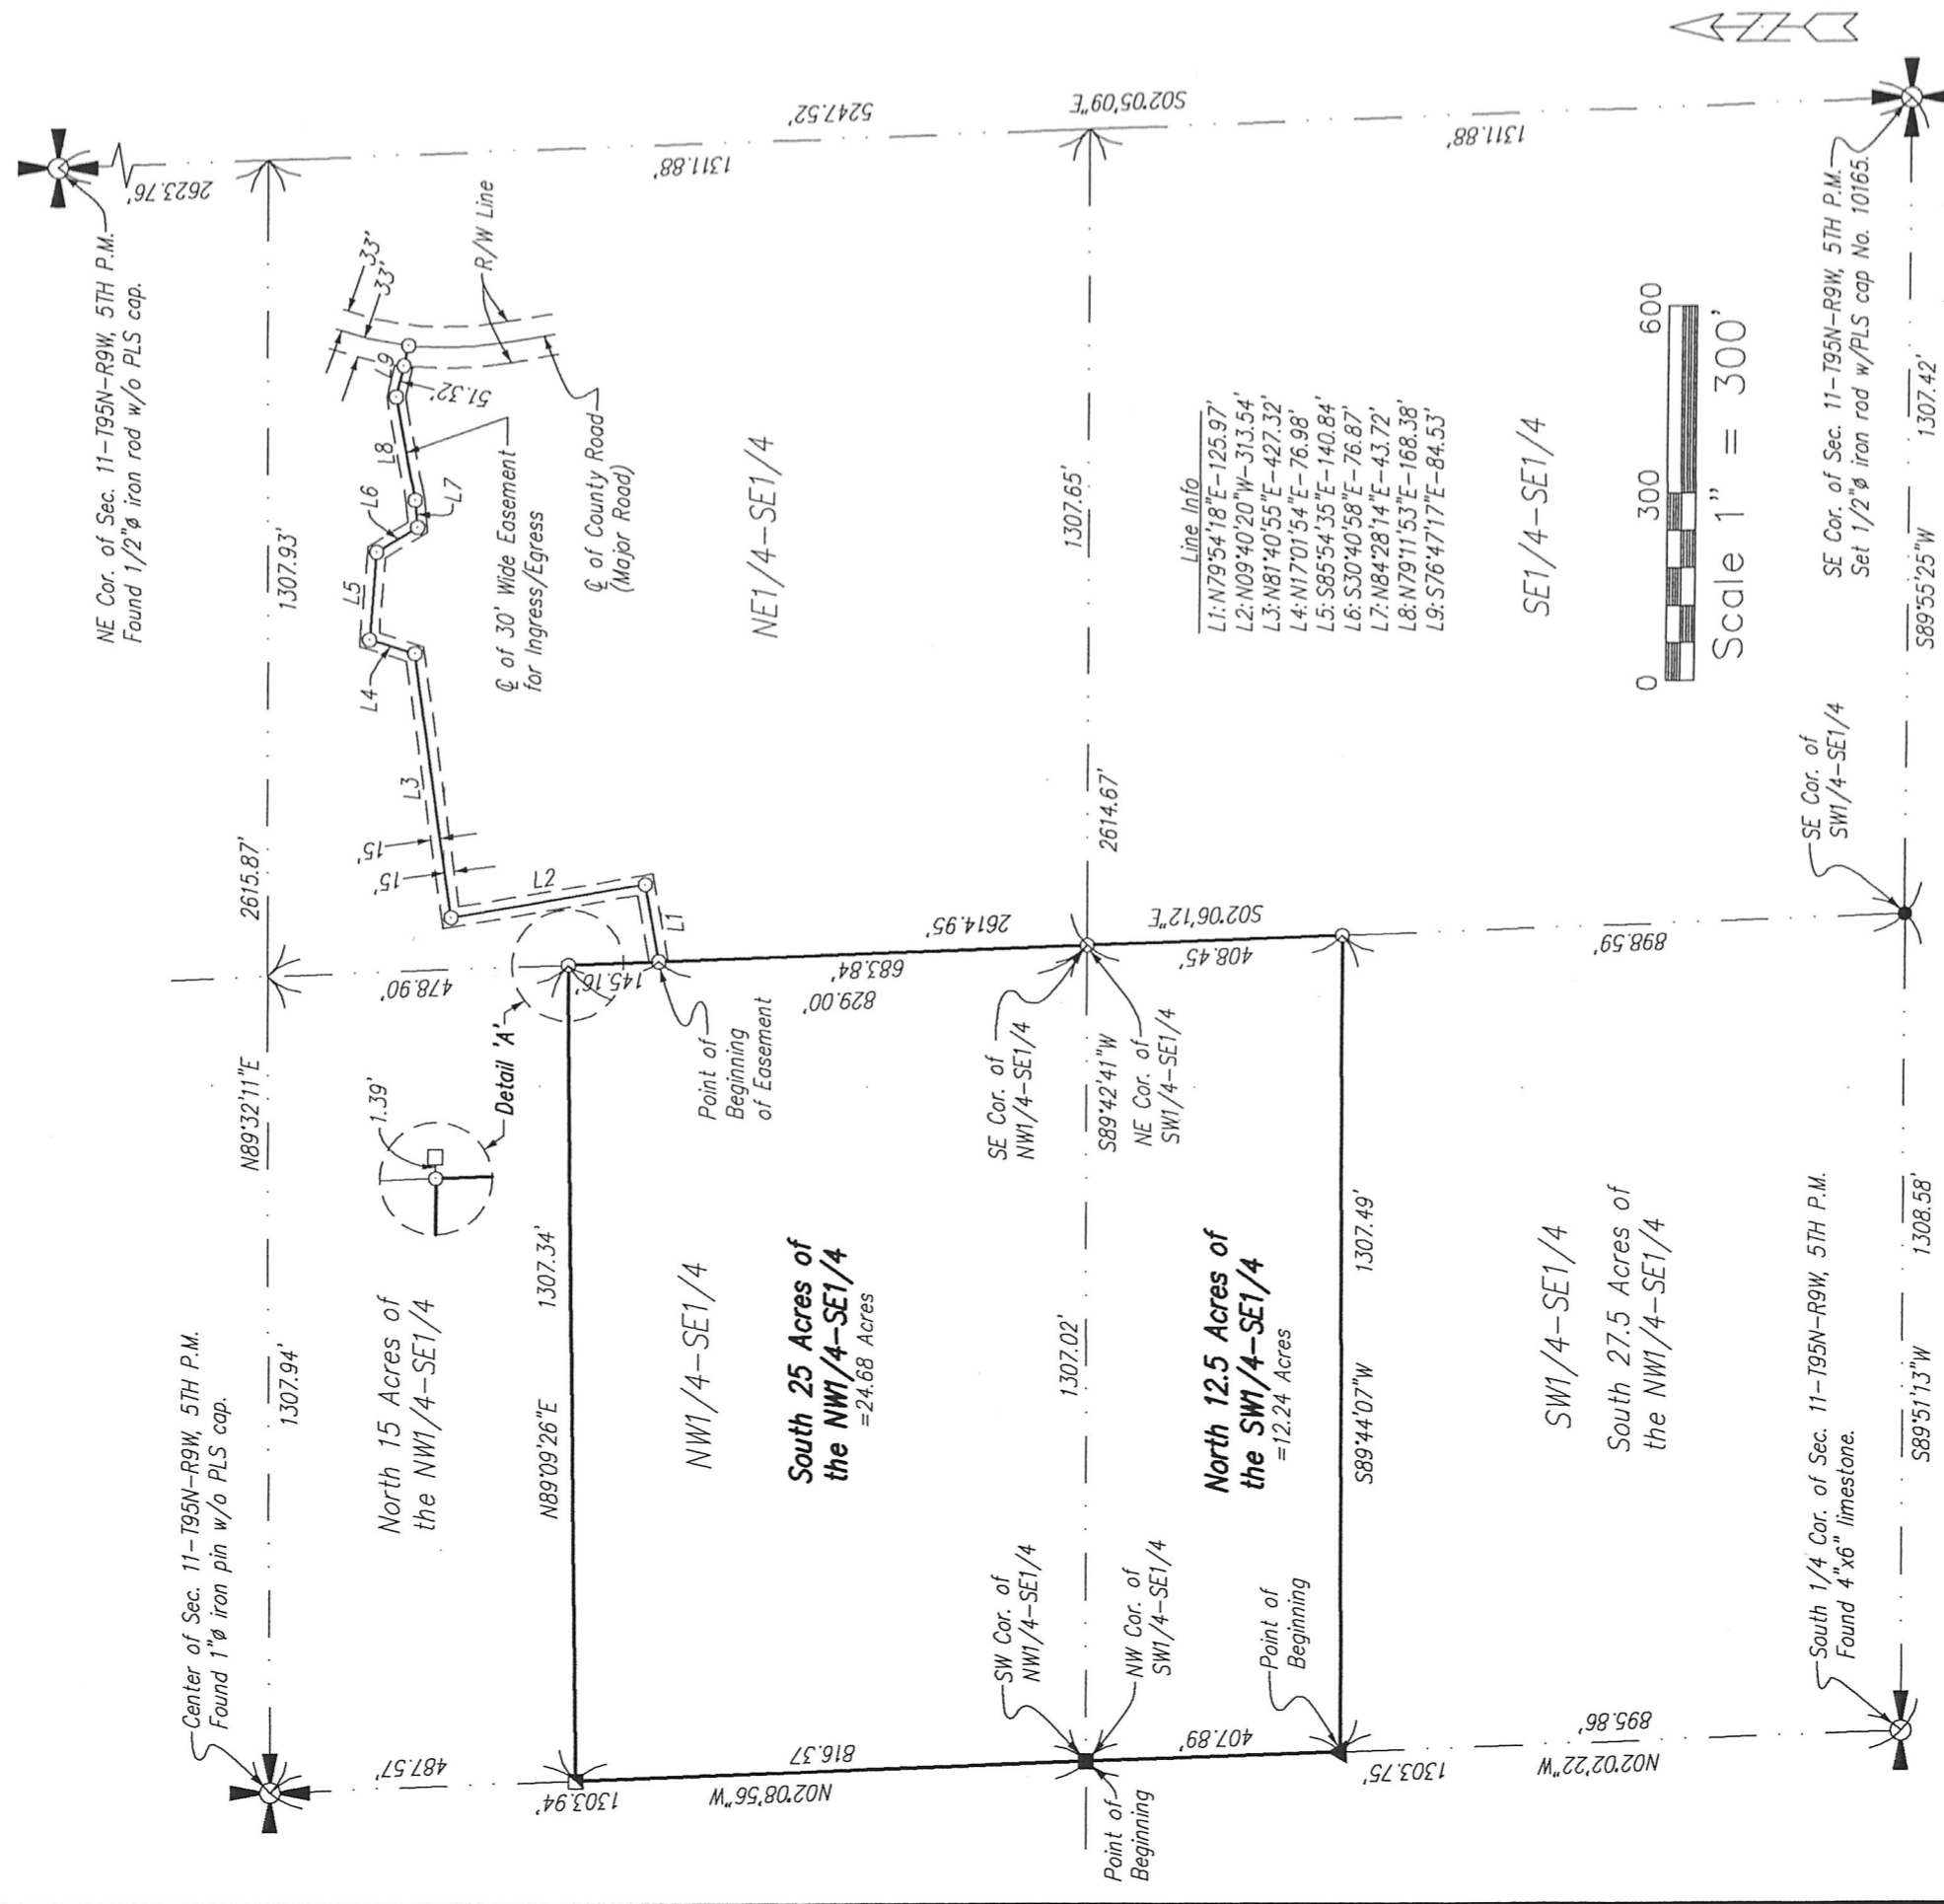 NE Cor. of Sec. 11-T95N-R9W, 5TH P.M.
Found 1/2"ø iron rod w/o PLS cap.
2623.76'
Center of Sec. 11-T95N-R9W, 5TH P.M.
Found 1"ø iron pin w/o PLS cap.
N89°32'11"E
2615.87'
1307.94'
1307.93'
487.57'
478.90'
North 15 Acres of
the NW1/4-SE1/4
1.39'
Detail 'A'
15'
15'
L1
L2
L3
L4
L5
L6
L7
L8
L9
51.32'
33'
33'
R/W Line
℄ of 30' Wide Easement
for Ingress/Egress
℄ of County Road
(Major Road)
5247.52'
S02°05'09"E
1311.88'
1311.88'
N89°09'26"E
1307.34'
145.16'
1303.94'
N02°08'56"W
816.37
NW1/4-SE1/4
NE1/4-SE1/4
Point of
Beginning
of Easement
South 25 Acres of
the NW1/4-SE1/4
=24.68 Acres
683.84'
829.00'
2614.95'
S02°06'12"E
SW Cor. of
NW1/4-SE1/4
SE Cor. of
NW1/4-SE1/4
1307.02'
S89°42'41"W
2614.67'
1307.65'
Point of
Beginning
NW Cor. of
SW1/4-SE1/4
NE Cor. of
SW1/4-SE1/4
407.89'
408.45'
North 12.5 Acres of
the SW1/4-SE1/4
=12.24 Acres
Point of
Beginning
S89°44'07"W
1307.49'
Line Info
L1:N79°54'18"E-125.97'
L2:N09°40'20"W-313.54'
L3:N81°40'55"E-427.32'
L4:N17°01'54"E-76.98'
L5:S85°54'35"E-140.84'
L6:S30°40'58"E-76.87'
L7:N84°28'14"E-43.72'
L8:N79°11'53"E-168.38'
L9:S76°47'17"E-84.53'
1303.75'
N02°02'22"W
895.86'
898.59'
SW1/4-SE1/4
South 27.5 Acres of
the NW1/4-SE1/4
SE1/4-SE1/4
0 300 600
Scale 1" = 300'
South 1/4 Cor. of Sec. 11-T95N-R9W, 5TH P.M.
Found 4"x6" limestone.
SE Cor. of
SW1/4-SE1/4
SE Cor. of Sec. 11-T95N-R9W, 5TH P.M.
Set 1/2"ø iron rod w/PLS cap No. 10165.
S89°51'13"W
1308.58'
S89°55'25"W
1307.42'